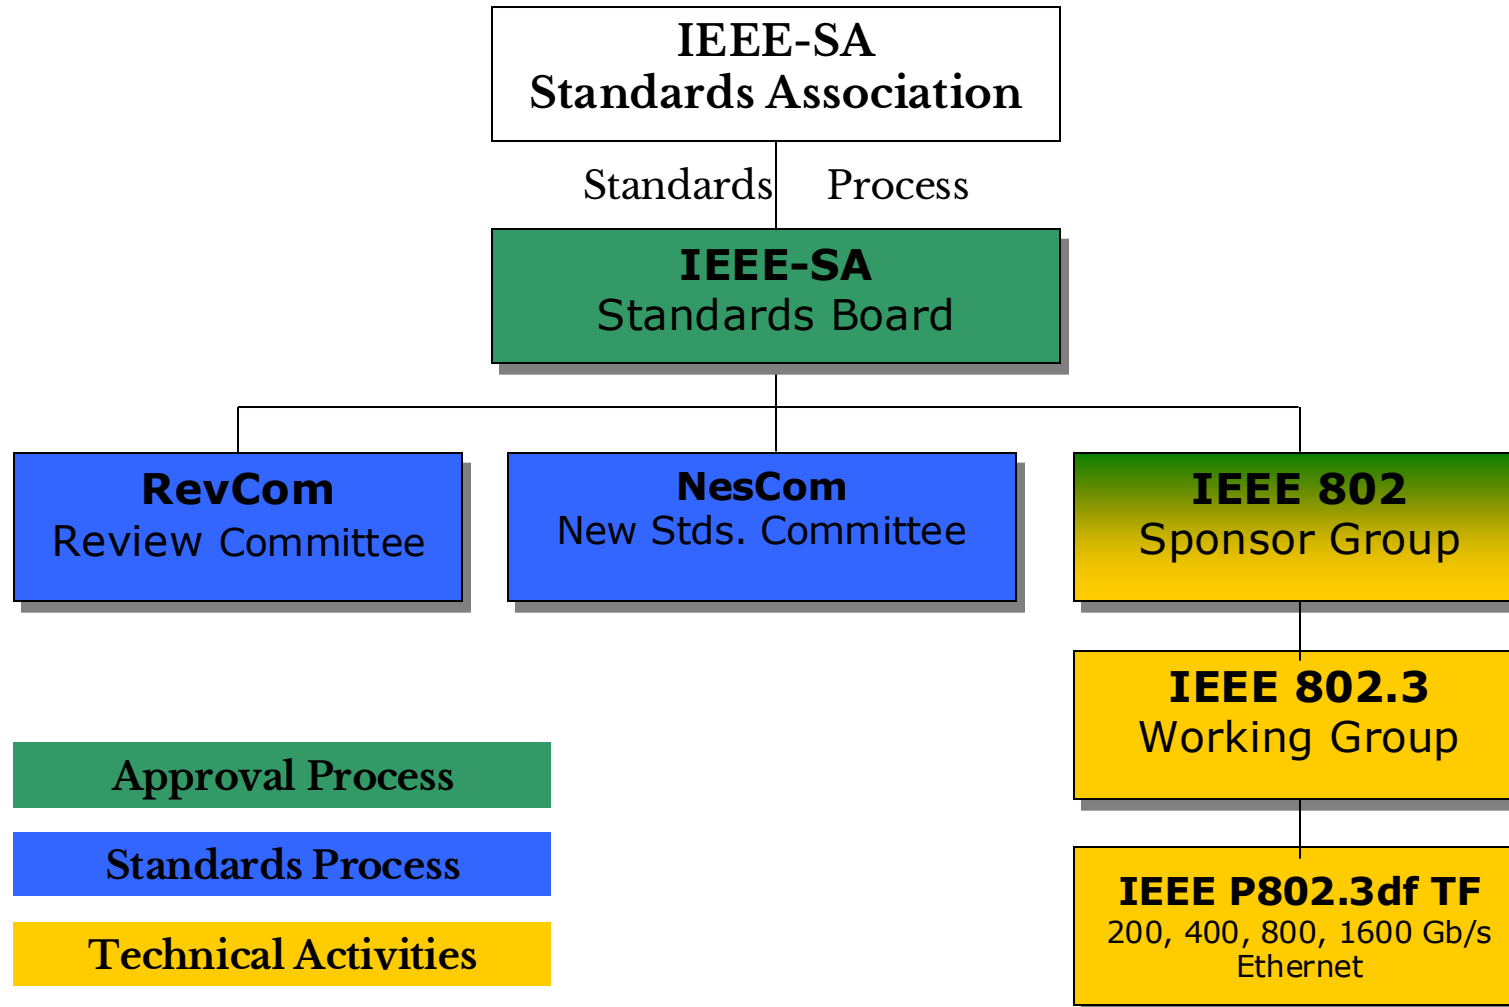 IEEE-SA
Standards Association
Standards Process
IEEE-SA
Standards Board
RevCom
Review Committee
NesCom
New Stds. Committee
IEEE 802
Sponsor Group
IEEE 802.3
Working Group
Approval Process
Standards Process
Technical Activities
IEEE P802.3df TF
200, 400, 800, 1600 Gb/s
Ethernet